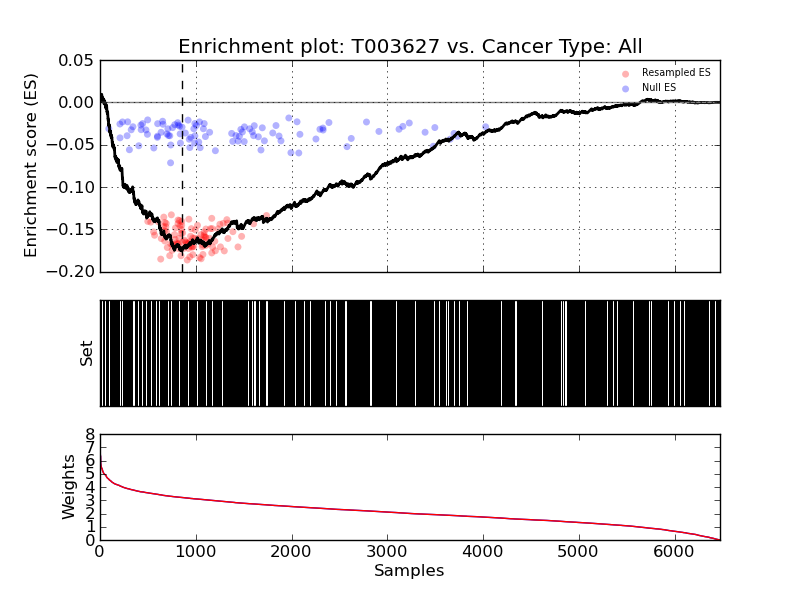 Enrichment plot: T003627 vs. Cancer Type: All
Enrichment score (ES)
0.05
0.00
−0.05
−0.10
−0.15
−0.20
Resampled ES
Null ES
Set
Weights
8
7
6
5
4
3
2
1
0
0 1000 2000 3000 4000 5000 6000
Samples